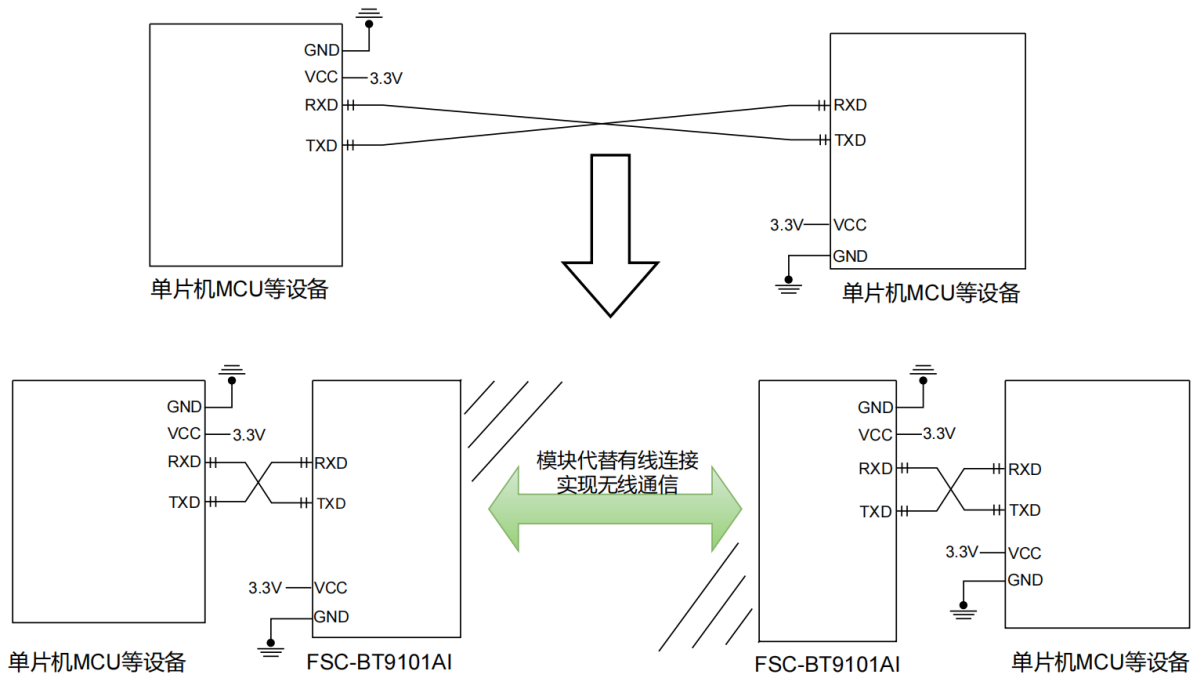 GND
VCC
3.3V
RXD
TXD
单片机MCU等设备
RXD
TXD
3.3V
VCC
GND
单片机MCU等设备
GND
VCC
3.3V
RXD
TXD
单片机MCU等设备
RXD
TXD
3.3V
VCC
GND
FSC-BT9101AI
模块代替有线连接
实现无线通信
GND
VCC
3.3V
RXD
TXD
FSC-BT9101AI
RXD
TXD
3.3V
VCC
GND
单片机MCU等设备